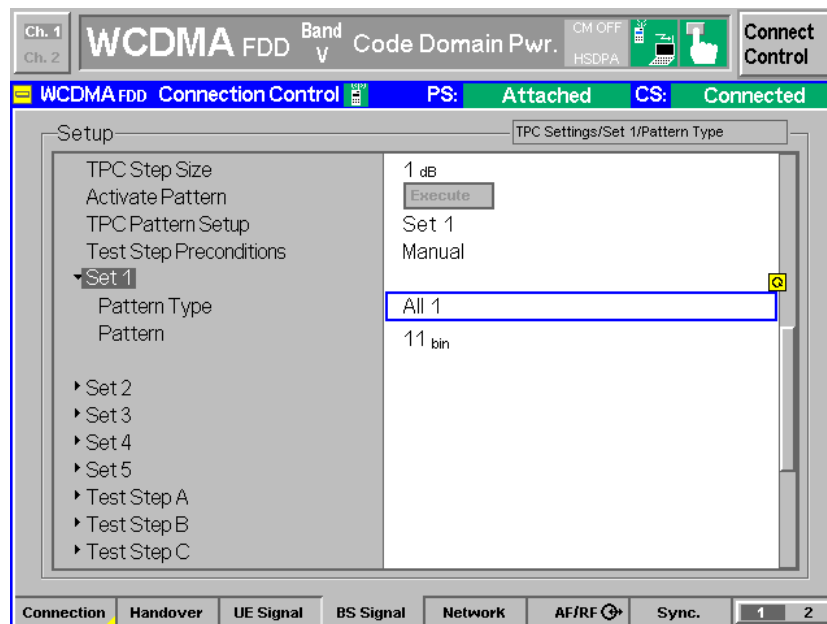 Ch. 1
Ch. 2
WCDMA FDD Band V Code Domain Pwr.
CM OFF
HSDPA
Connect Control
WCDMA FDD Connection Control PS: Attached CS: Connected
Setup TPC Settings/Set 1/Pattern Type
TPC Step Size 1 dB
Activate Pattern Execute
TPC Pattern Setup Set 1
Test Step Preconditions Manual
Set 1
Pattern Type All 1
Pattern 11 bin
Set 2
Set 3
Set 4
Set 5
Test Step A
Test Step B
Test Step C
Connection Handover UE Signal BS Signal Network AF/RF Sync. 1 2